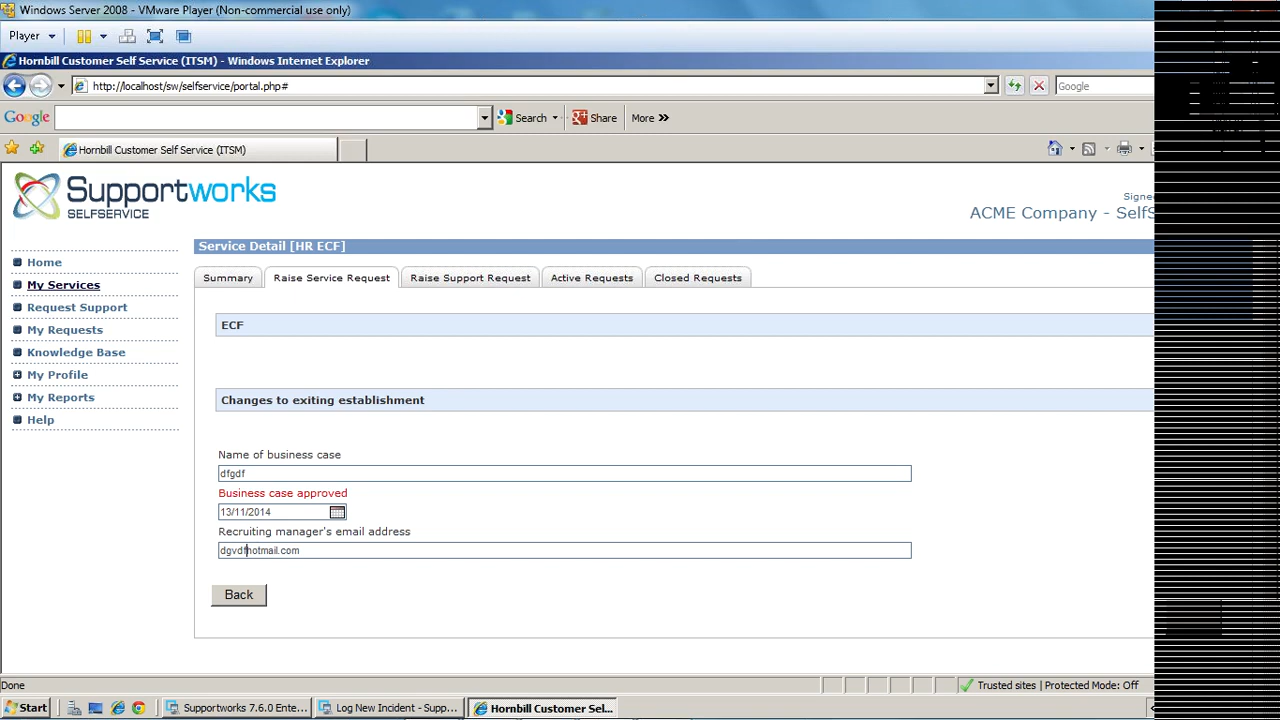 Windows Server 2008 - VMware Player (Non-commercial use only)
Player
Hornbill Customer Self Service (ITSM) - Windows Internet Explorer
http://localhost/sw/selfservice/portal.php#
Google
Google
Search
Share
More »
Hornbill Customer Self Service (ITSM)
Supportworks
SELFSERVICE
Signe
ACME Company - SelfS
Service Detail [HR ECF]
Home
My Services
Request Support
My Requests
Knowledge Base
My Profile
My Reports
Help
Summary
Raise Service Request
Raise Support Request
Active Requests
Closed Requests
ECF
Changes to exiting establishment
Name of business case
dfgdf
Business case approved
13/11/2014
Recruiting manager's email address
dgvdfhotmail.com
Back
Done
Trusted sites | Protected Mode: Off
Start
Supportworks 7.6.0 Ente...
Log New Incident - Supp...
Hornbill Customer Sel...